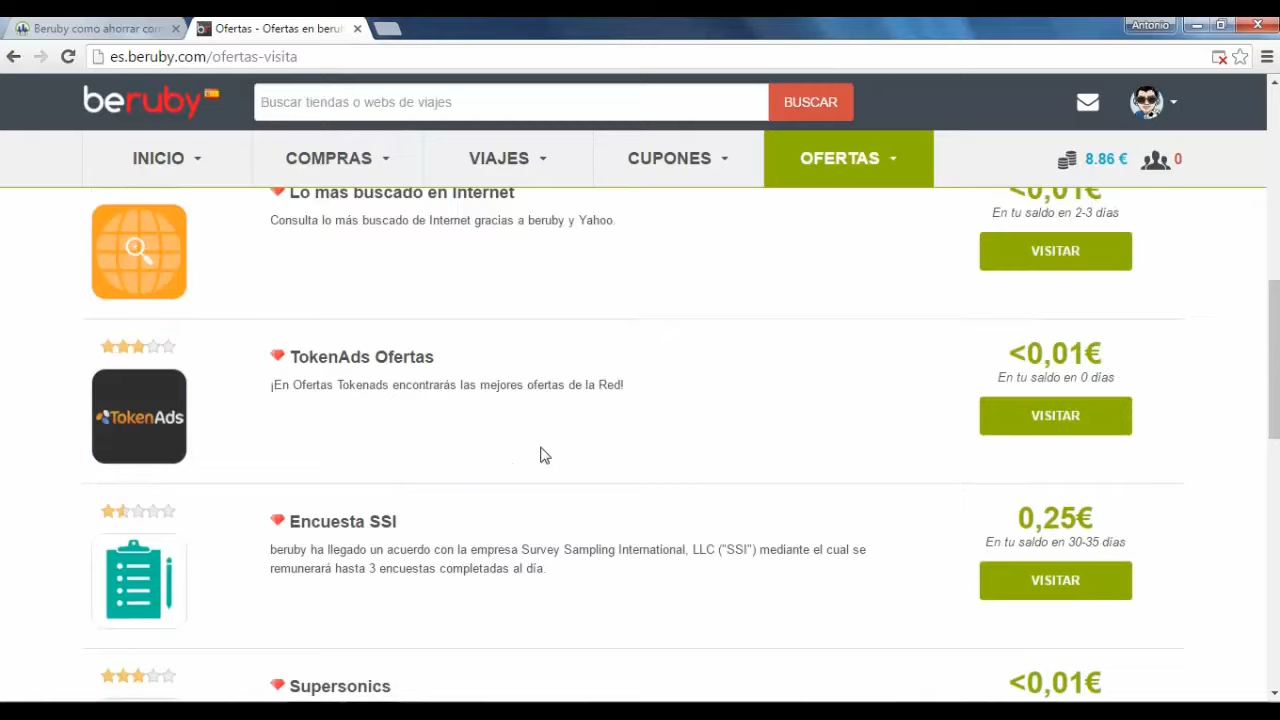 Beruby como ahorrar com
Ofertas - Ofertas en beru
Antonio
es.beruby.com/ofertas-visita
beruby
Buscar tiendas o webs de viajes
BUSCAR
INICIO
COMPRAS
VIAJES
CUPONES
OFERTAS
8.86 €
0
Lo más buscado en Internet
<0,01€
Consulta lo más buscado de Internet gracias a beruby y Yahoo.
En tu saldo en 2-3 días
VISITAR
TokenAds Ofertas
<0,01€
¡En Ofertas Tokenads encontrarás las mejores ofertas de la Red!
En tu saldo en 0 días
TokenAds
VISITAR
Encuesta SSI
0,25€
beruby ha llegado un acuerdo con la empresa Survey Sampling International, LLC ("SSI") mediante el cual se
remunerará hasta 3 encuestas completadas al día.
En tu saldo en 30-35 días
VISITAR
Supersonics
<0,01€